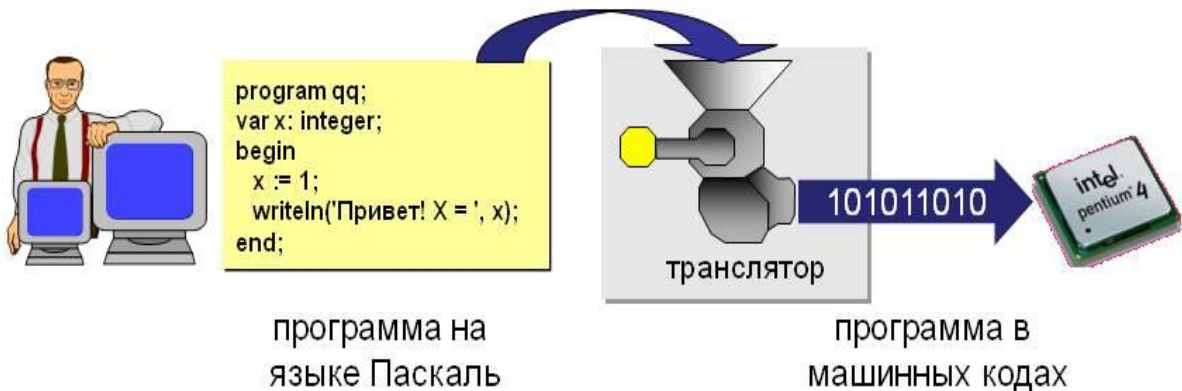 program qq;
var x: integer;
begin
x := 1;
writeln('Привет! X = ', x);
end;
транслятор
101011010
intel.
pentium 4
программа на
языке Паскаль
программа в
машинных кодах